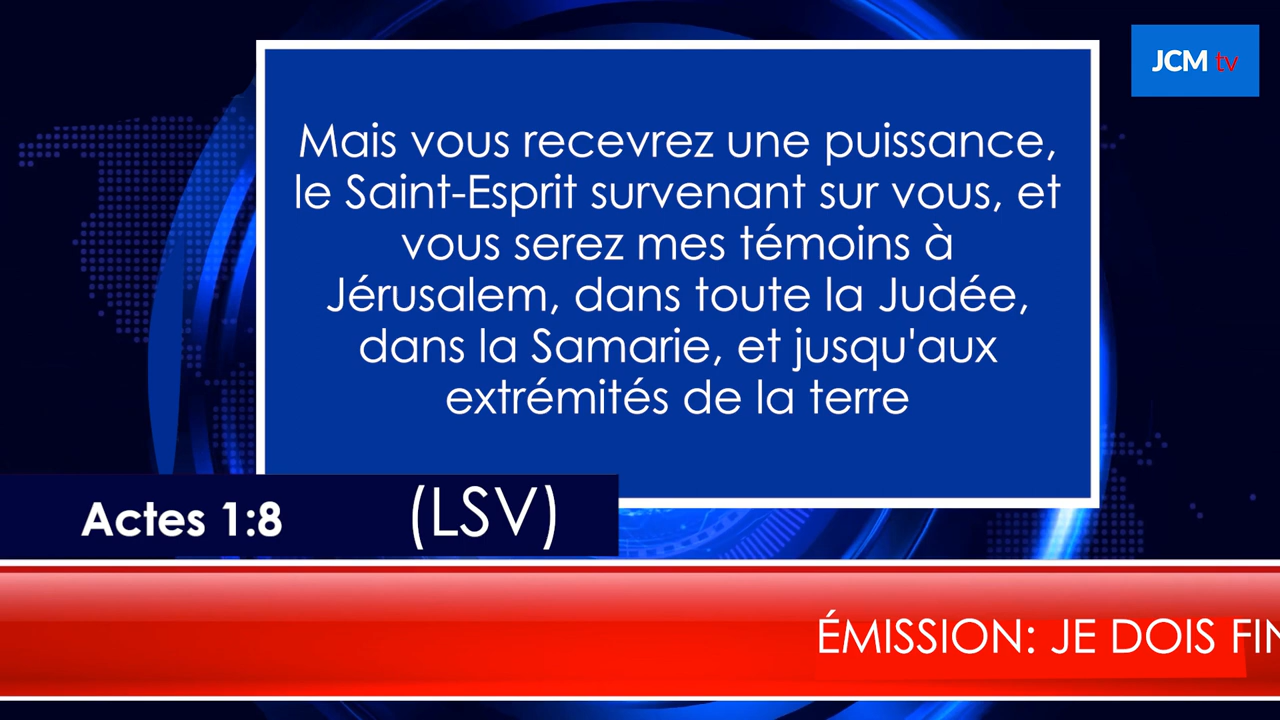 JCM tv
Mais vous recevrez une puissance,
le Saint-Esprit survenant sur vous, et
vous serez mes témoins à
Jérusalem, dans toute la Judée,
dans la Samarie, et jusqu'aux
extrémités de la terre
Actes 1:8 (LSV)
ÉMISSION: JE DOIS